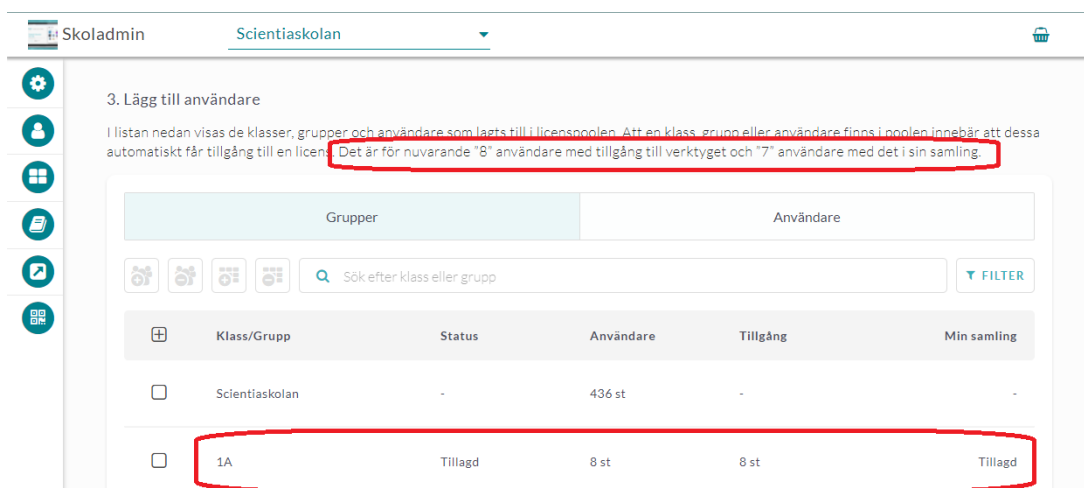 Skoladmin Scientiaskolan
3. Lägg till användare
I listan nedan visas de klasser, grupper och användare som lagts till i licenspoolen. Att en klass, grupp eller användare finns i poolen innebär att dessa
automatiskt får tillgång till en licens. Det är för nuvarande "8" användare med tillgång till verktyget och "7" användare med det i sin samling.
Grupper Användare
Sök efter klass eller grupp FILTER
Klass/Grupp Status Användare Tillgång Min samling
Scientiaskolan - 436 st - -
1A Tillagd 8 st 8 st Tillagd